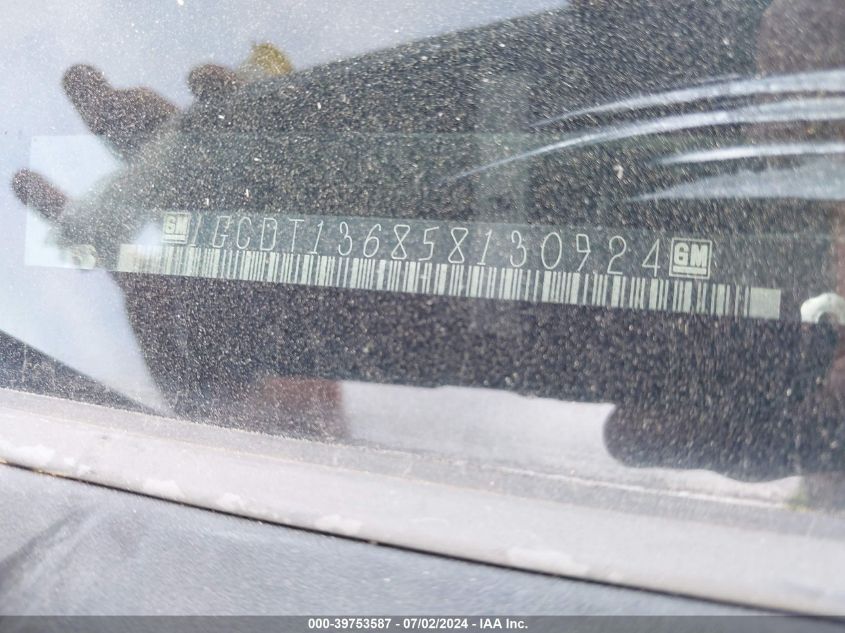 GM 1GCDT136858130924 GM
000-39753587 - 07/02/2024 - IAA Inc.